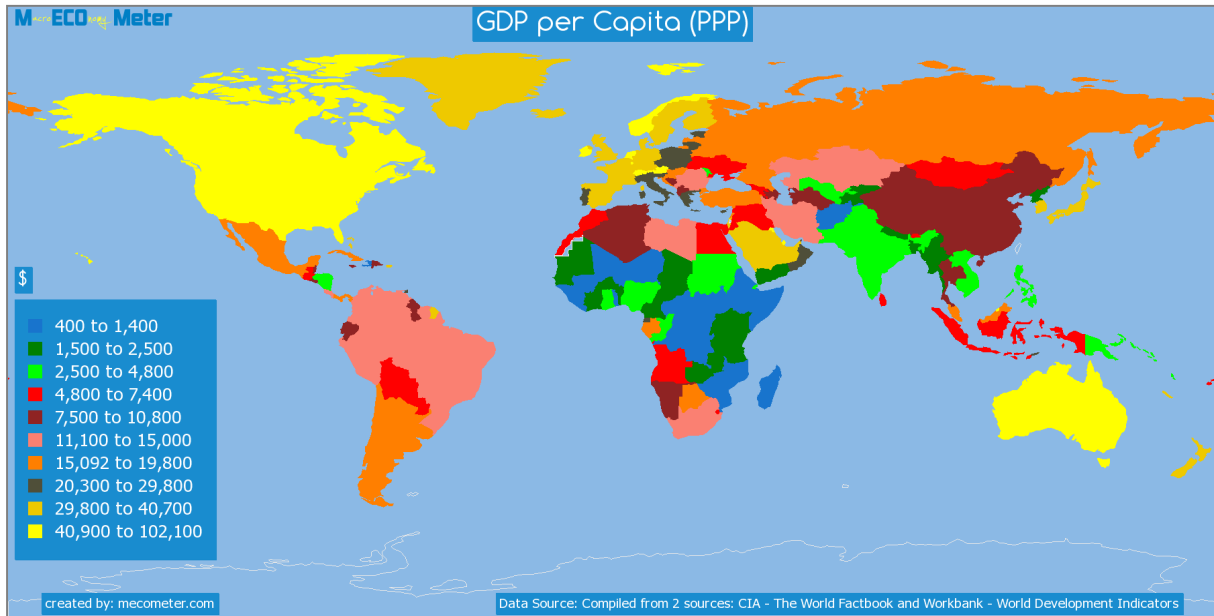 MacroECOnomy Meter
GDP per Capita (PPP)
$
400 to 1,400
1,500 to 2,500
2,500 to 4,800
4,800 to 7,400
7,500 to 10,800
11,100 to 15,000
15,092 to 19,800
20,300 to 29,800
29,800 to 40,700
40,900 to 102,100
created by: mecometer.com
Data Source: Compiled from 2 sources: CIA - The World Factbook and Workbank - World Development Indicators